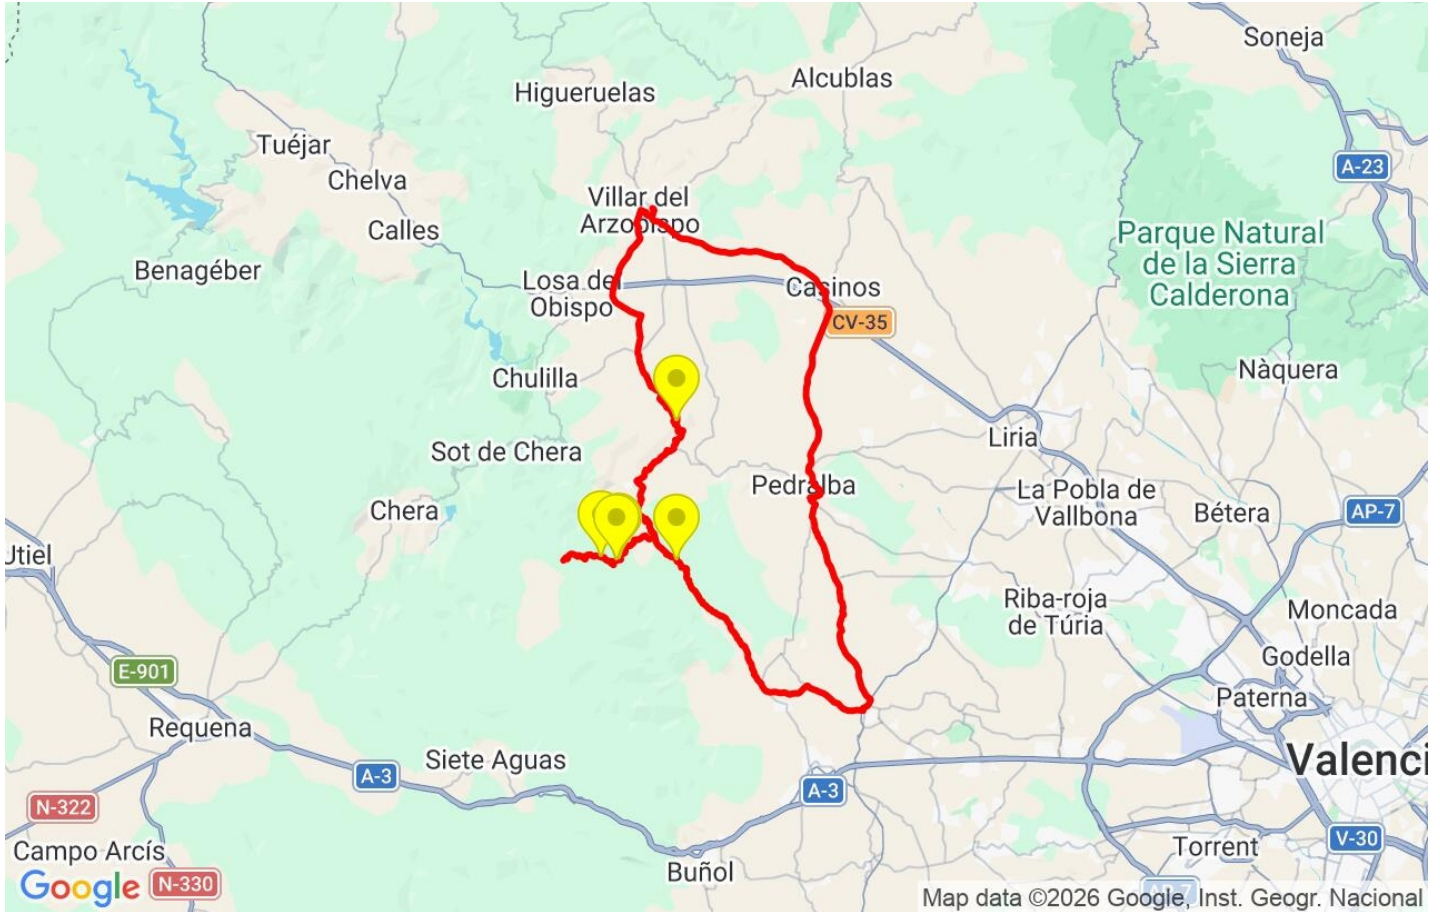 Soneja
Alcublas
Higueruelas
Tuéjar
A-23
Chelva
Villar del
Arzobispo
Calles
Parque Natural
de la Sierra
Calderona
Benagéber
Losa del
Obispo
Casinos
CV-35
Nàquera
Chulilla
Liria
Sot de Chera
Pedralba
La Pobla de
Vallbona
Bétera
AP-7
Chera
Utiel
Riba-roja
de Túria
Moncada
Godella
E-901
Paterna
Requena
Siete Aguas
Valenci
A-3
A-3
N-322
V-30
Campo Arcís
Torrent
Buñol
Google
N-330
AP-7
Map data ©2026 Google, Inst. Geogr. Nacional